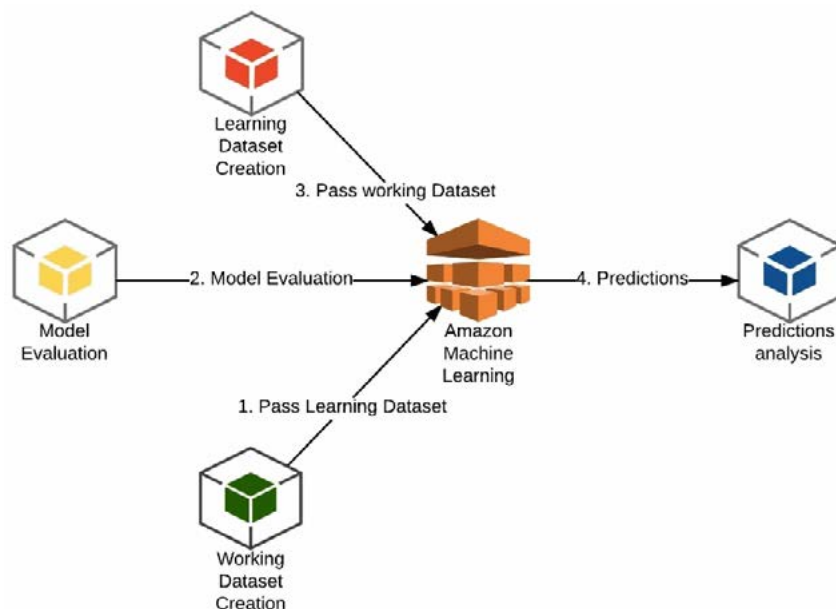 Learning
Dataset
Creation
3. Pass working Dataset
2. Model Evaluation
4. Predictions
Model
Evaluation
Amazon
Machine
Learning
Predictions
analysis
1. Pass Learning Dataset
Working
Dataset
Creation